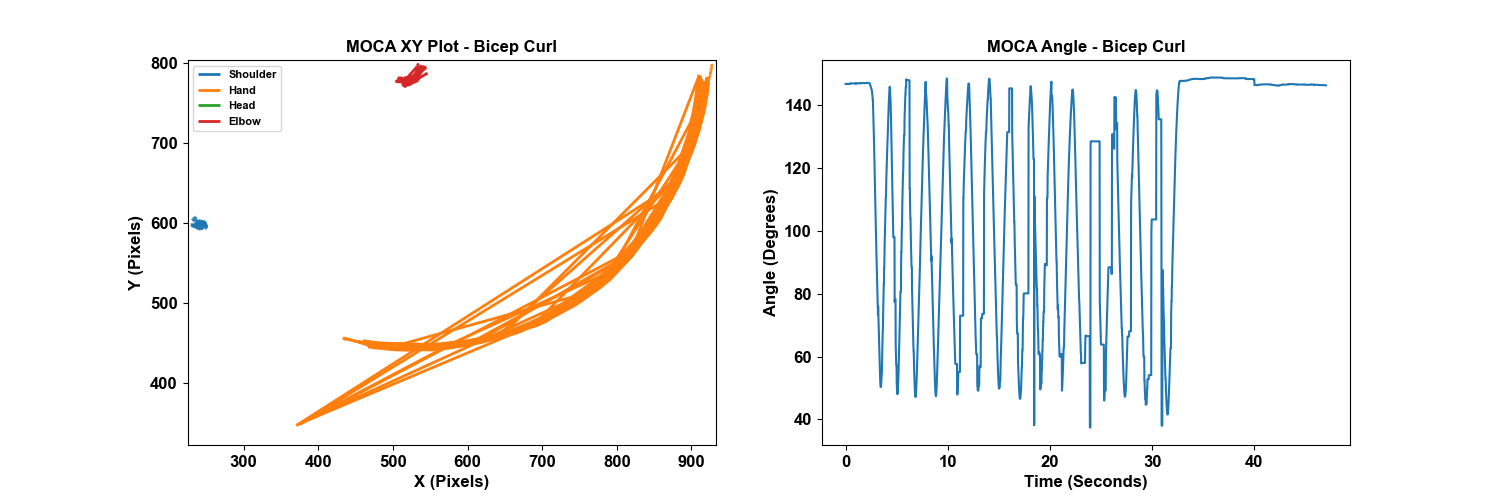 MOCA XY Plot - Bicep Curl
800
700
600
500
400
Y (Pixels)
Shoulder
Hand
Head
Elbow
300 400 500 600 700 800 900
X (Pixels)
MOCA Angle - Bicep Curl
140
120
100
80
60
40
Angle (Degrees)
0 10 20 30 40
Time (Seconds)